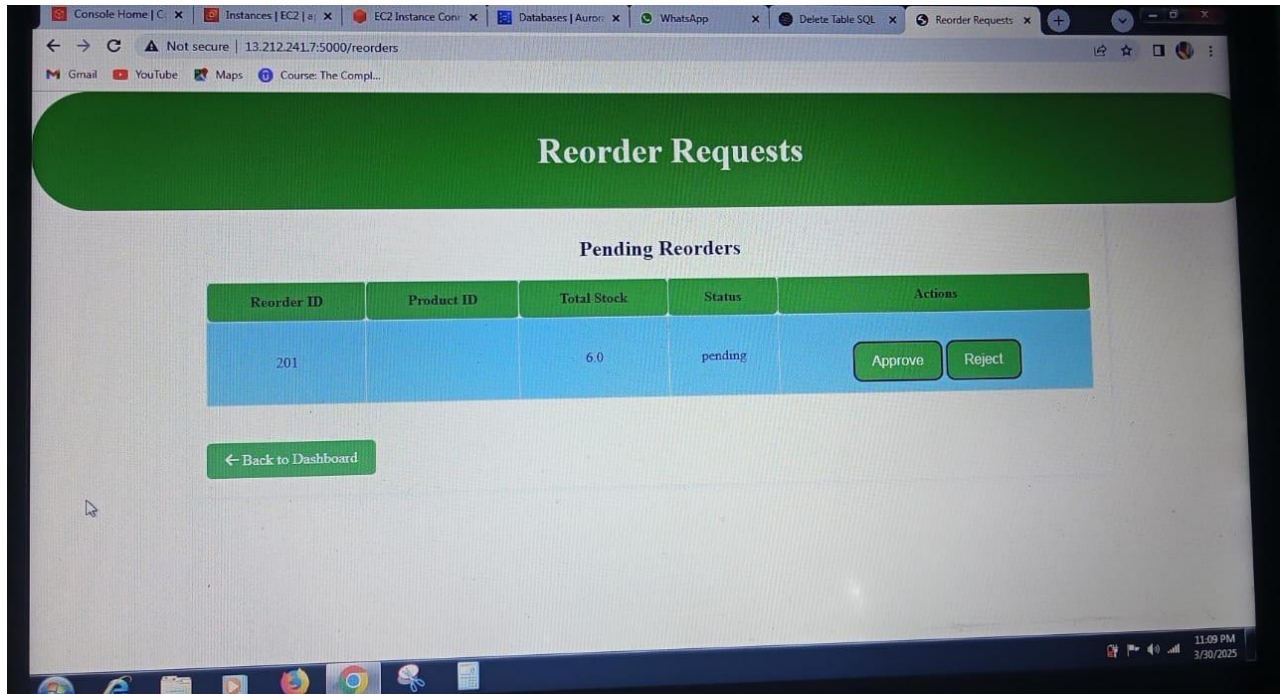 Console Home | C
Instances | EC2 | a
EC2 Instance Conn
Databases | Auror
WhatsApp
Delete Table SQL
Reorder Requests
Not secure | 13.212.241.7:5000/reorders
Gmail YouTube Maps Course: The Compl...
Reorder Requests
Pending Reorders
Reorder ID Product ID Total Stock Status Actions
201 6.0 pending Approve Reject
← Back to Dashboard
11:09 PM
3/30/2025